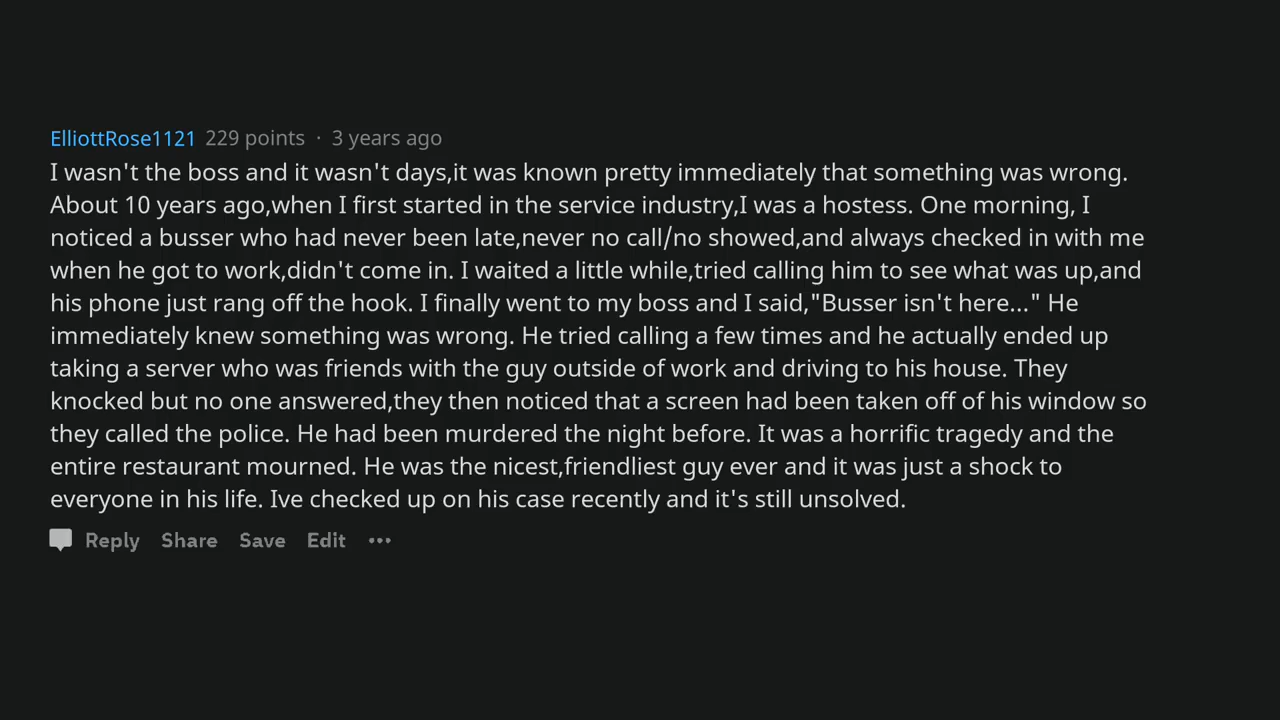 ElliottRose1121 229 points · 3 years ago
I wasn't the boss and it wasn't days,it was known pretty immediately that something was wrong.
About 10 years ago,when I first started in the service industry,I was a hostess. One morning, I
noticed a busser who had never been late,never no call/no showed,and always checked in with me
when he got to work,didn't come in. I waited a little while,tried calling him to see what was up,and
his phone just rang off the hook. I finally went to my boss and I said,"Busser isn't here..." He
immediately knew something was wrong. He tried calling a few times and he actually ended up
taking a server who was friends with the guy outside of work and driving to his house. They
knocked but no one answered,they then noticed that a screen had been taken off of his window so
they called the police. He had been murdered the night before. It was a horrific tragedy and the
entire restaurant mourned. He was the nicest,friendliest guy ever and it was just a shock to
everyone in his life. Ive checked up on his case recently and it's still unsolved.
Reply Share Save Edit •••